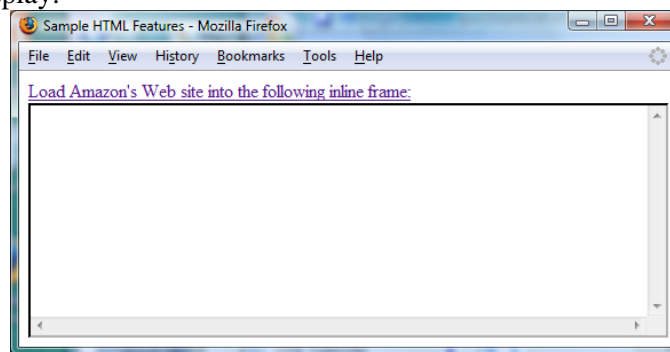 splay:
Sample HTML Features - Mozilla Firefox
File Edit View History Bookmarks Tools Help
Load Amazon's Web site into the following inline frame: